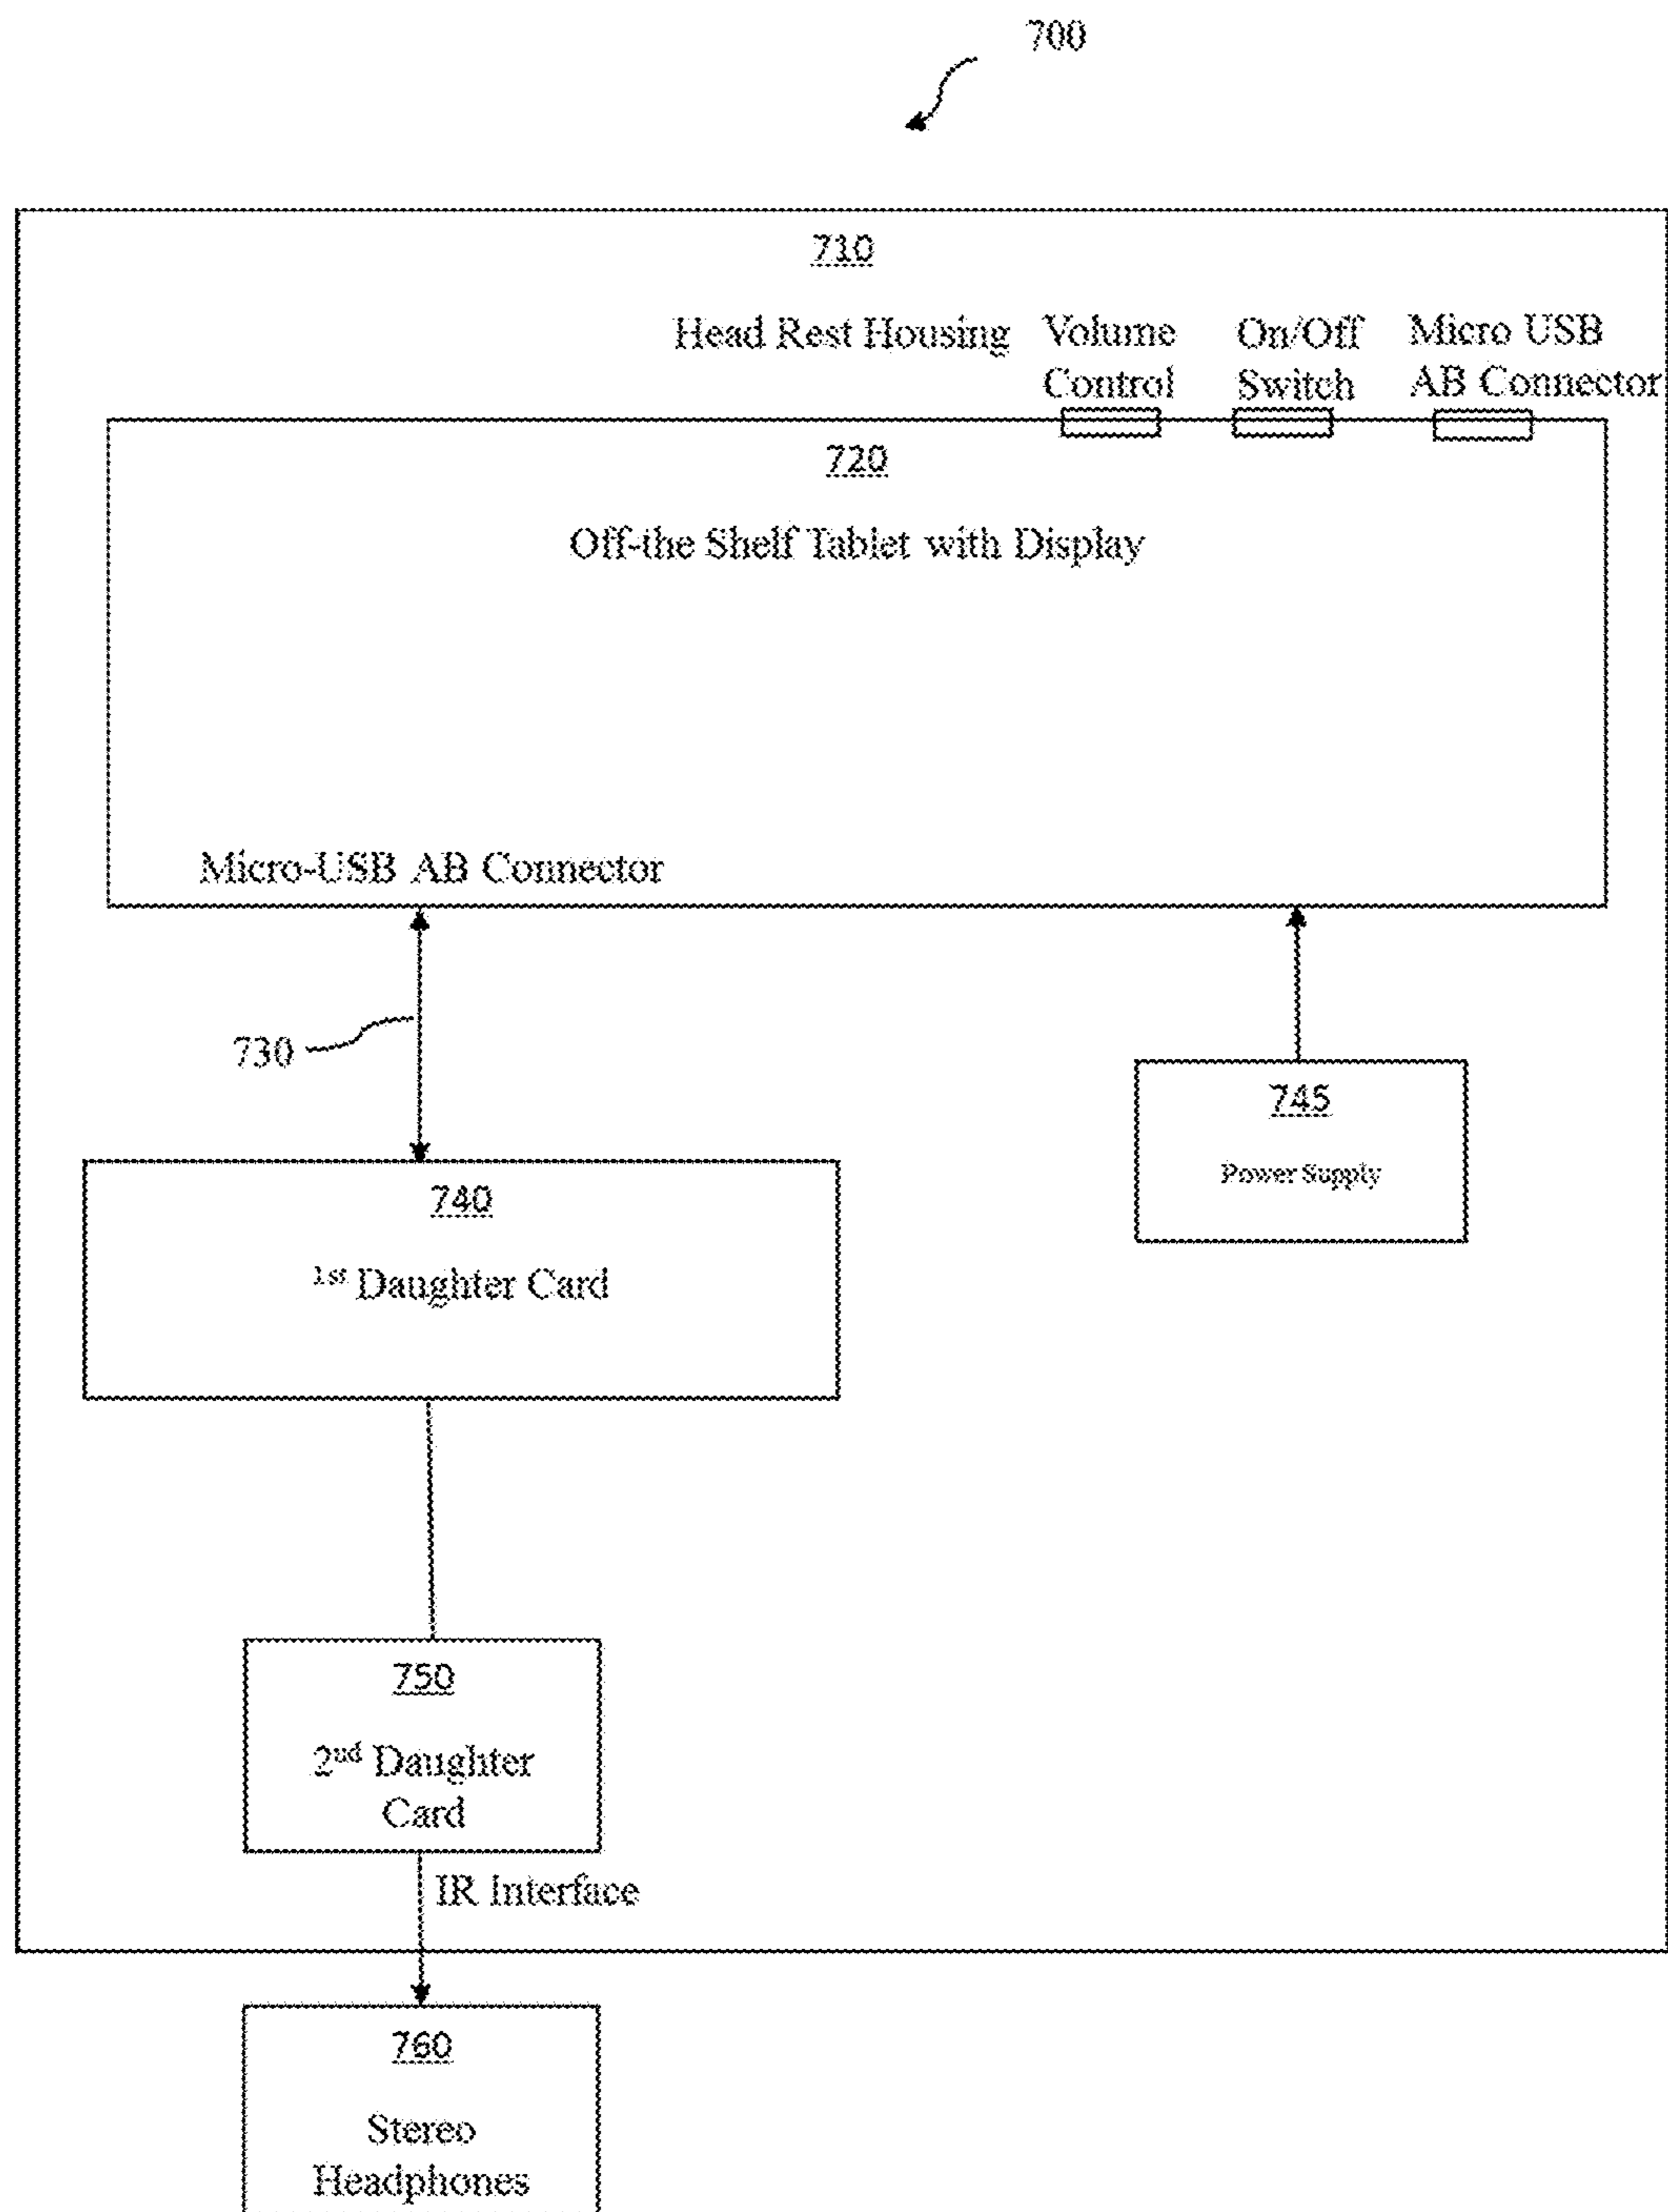 700
710
Head Rest Housing
Volume
Control
On/Off
Switch
Micro USB
AB Connector
720
Off-the Shelf Tablet with Display
Micro-USB AB Connector
730
745
Power Supply
740
1st Daughter Card
750
2nd Daughter
Card
IR Interface
760
Stereo
Headphones